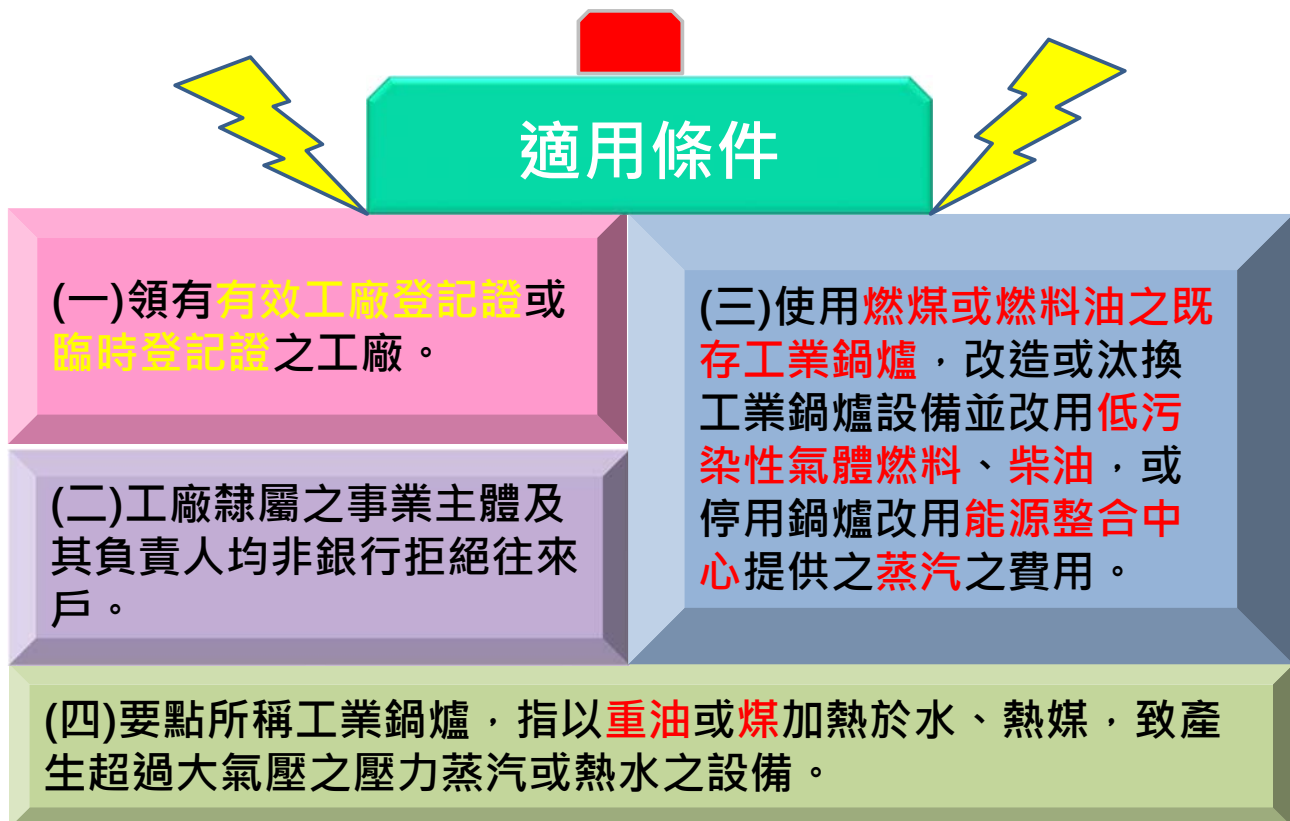 適用條件
(一)領有有效工廠登記證或
臨時登記證之工廠。
(二)工廠隸屬之事業主體及
其負責人均非銀行拒絕往來
戶。
(三)使用燃煤或燃料油之既
存工業鍋爐，改造或汰換
工業鍋爐設備並改用低污
染性氣體燃料、柴油，或
停用鍋爐改用能源整合中
心提供之蒸汽之費用。
(四)要點所稱工業鍋爐，指以重油或煤加熱於水、熱媒，致產
生超過大氣壓之壓力蒸汽或熱水之設備。